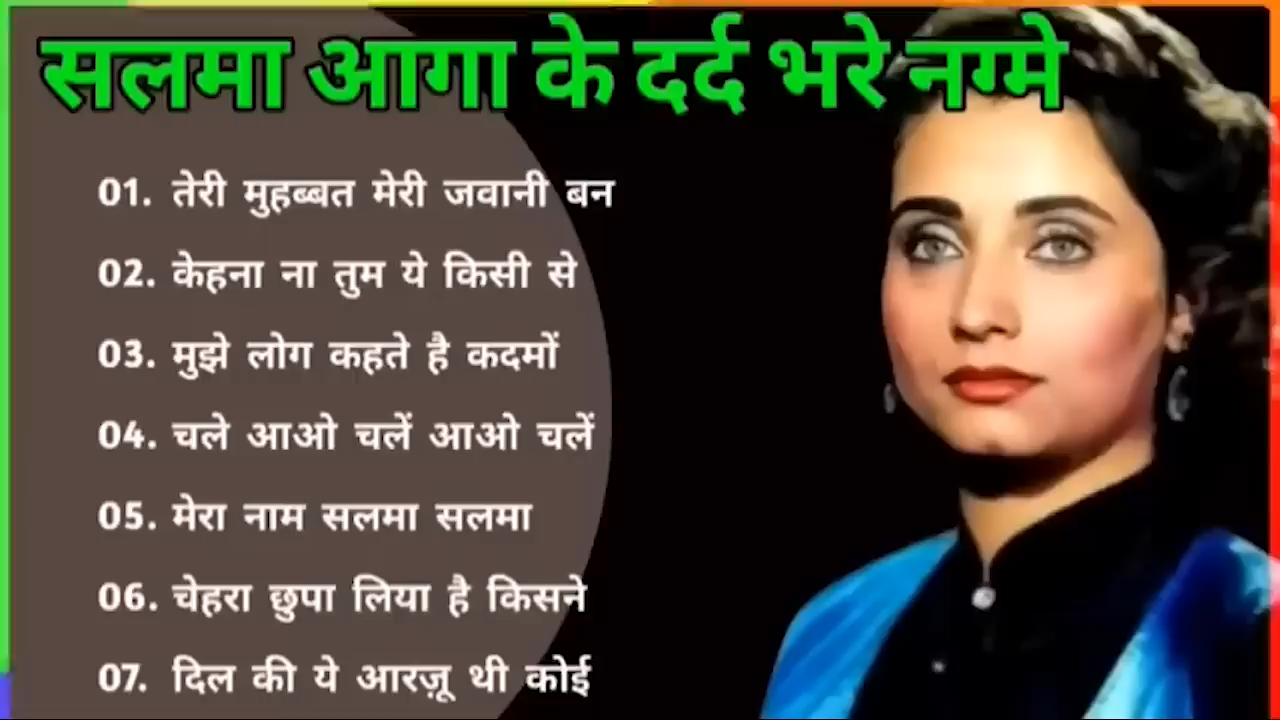 सलमा आगा के दर्द भरे नग्मे
01. तेरी मुहब्बत मेरी जवानी बन
02. केहना ना तुम ये किसी से
03. मुझे लोग कहते है कदमों
04. चले आओ चलें आओ चलें
05. मेरा नाम सलमा सलमा
06. चेहरा छुपा लिया है किसने
07. दिल की ये आरज़ू थी कोई